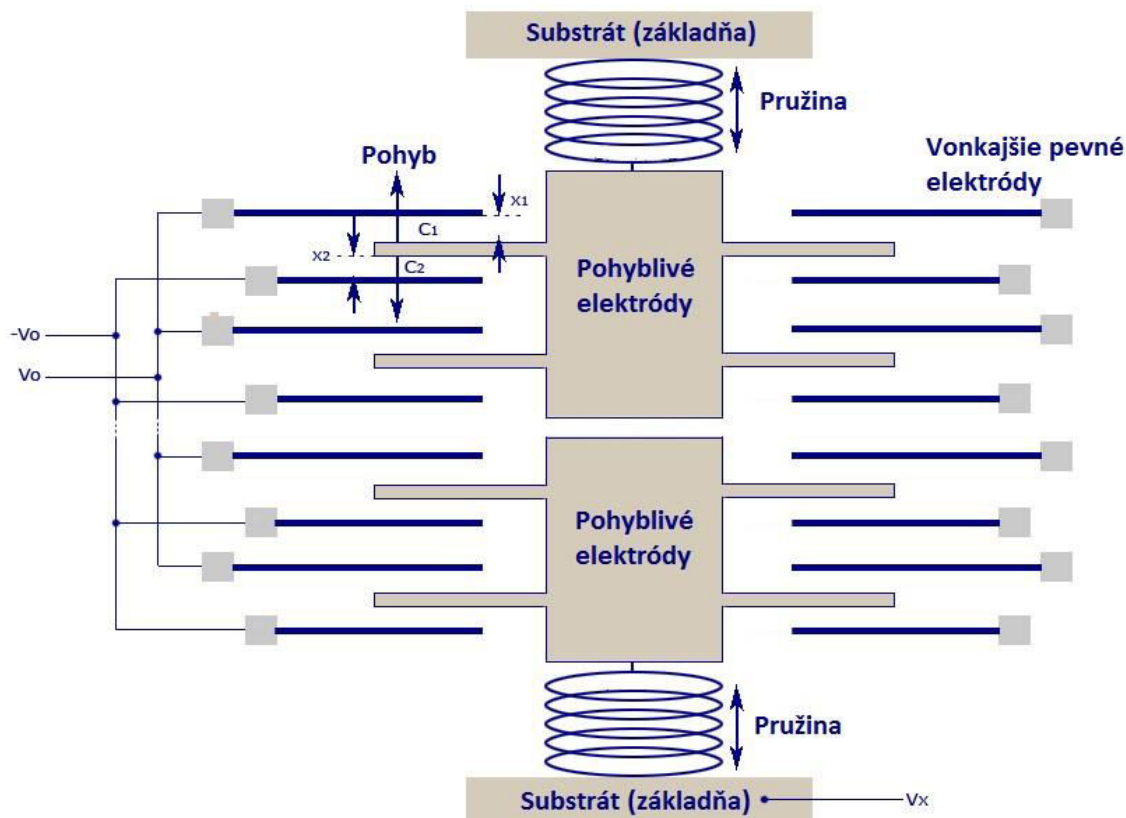 Substrát (základňa)
Pružina
Pohyb
Vonkajšie pevné
elektródy
x1
C1
x2
C2
Pohyblivé
elektródy
-Vo
Vo
Pohyblivé
elektródy
Pružina
Substrát (základňa)
Vx